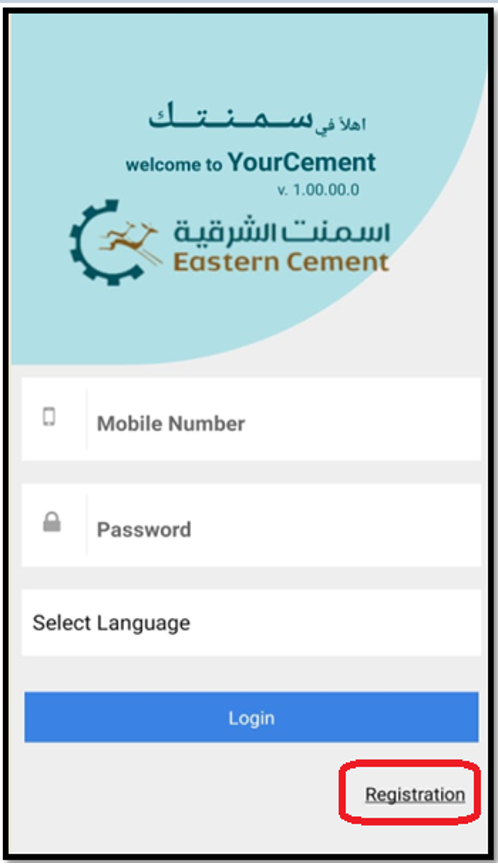 اهلاً في سـمـنـتـك
welcome to YourCement
v. 1.00.00.0
اسمنت الشرقية
Eastern Cement
Mobile Number
Password
Select Language
Login
Registration